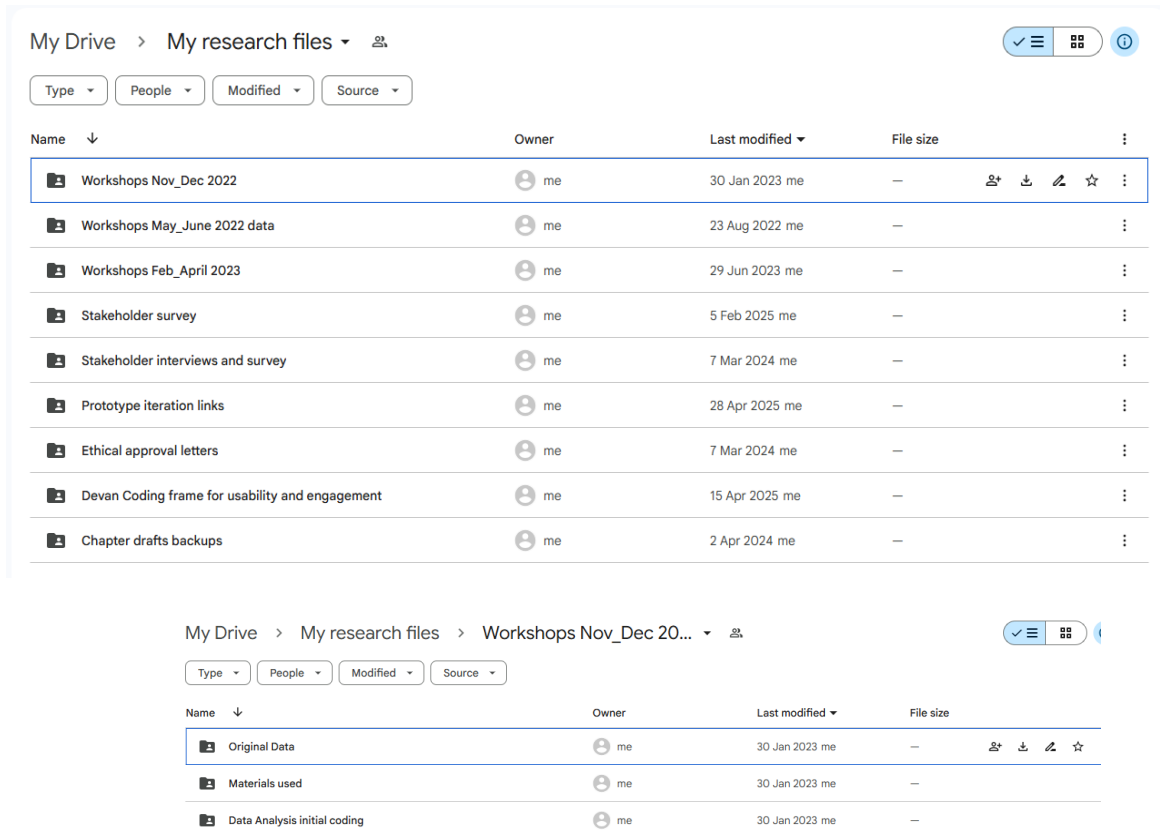 My Drive > My research files
Type People Modified Source
Name Owner Last modified File size
Workshops Nov_Dec 2022 me 30 Jan 2023 me —
Workshops May_June 2022 data me 23 Aug 2022 me —
Workshops Feb_April 2023 me 29 Jun 2023 me —
Stakeholder survey me 5 Feb 2025 me —
Stakeholder interviews and survey me 7 Mar 2024 me —
Prototype iteration links me 28 Apr 2025 me —
Ethical approval letters me 7 Mar 2024 me —
Devan Coding frame for usability and engagement me 15 Apr 2025 me —
Chapter drafts backups me 2 Apr 2024 me —
My Drive > My research files > Workshops Nov_Dec 20...
Type People Modified Source
Name Owner Last modified File size
Original Data me 30 Jan 2023 me —
Materials used me 30 Jan 2023 me —
Data Analysis initial coding me 30 Jan 2023 me —